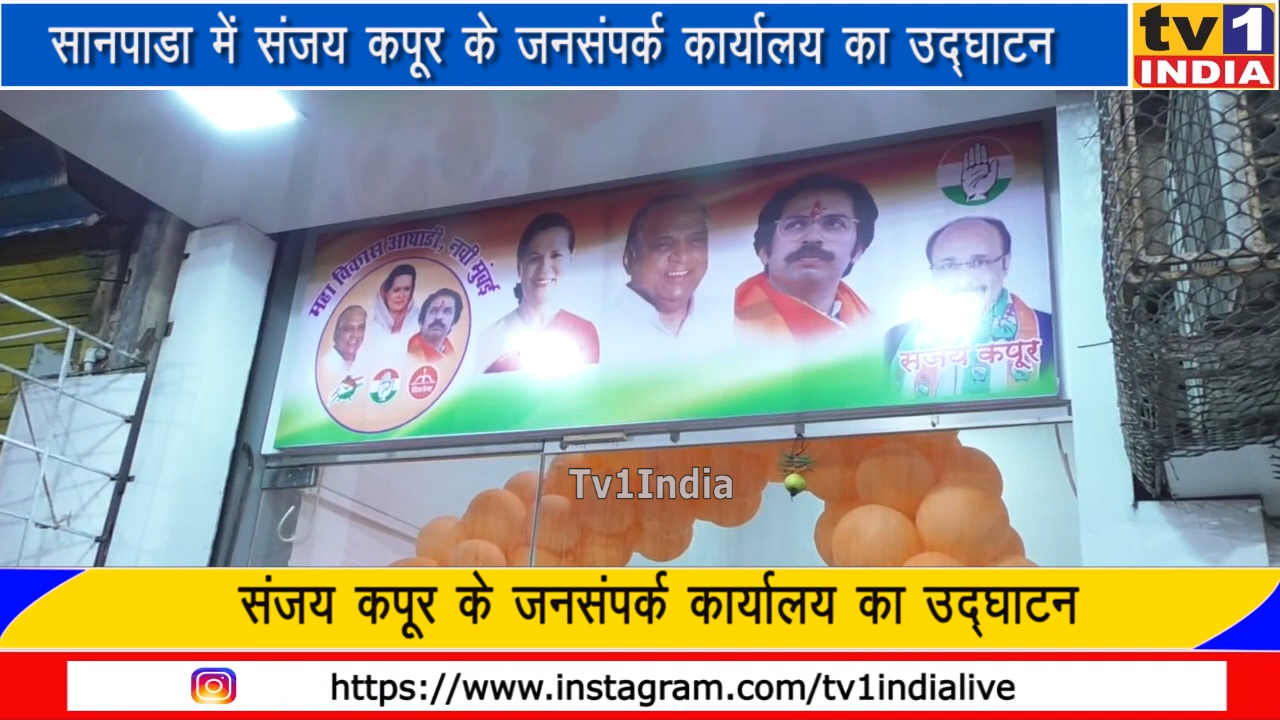 सानपाडा में संजय कपूर के जनसंपर्क कार्यालय का उद्घाटन
tv1
INDIA
महा विकास आघाडी, नवी मुंबई
संजय कपूर
Tv1India
संजय कपूर के जनसंपर्क कार्यालय का उद्घाटन
https://www.instagram.com/tv1indialive